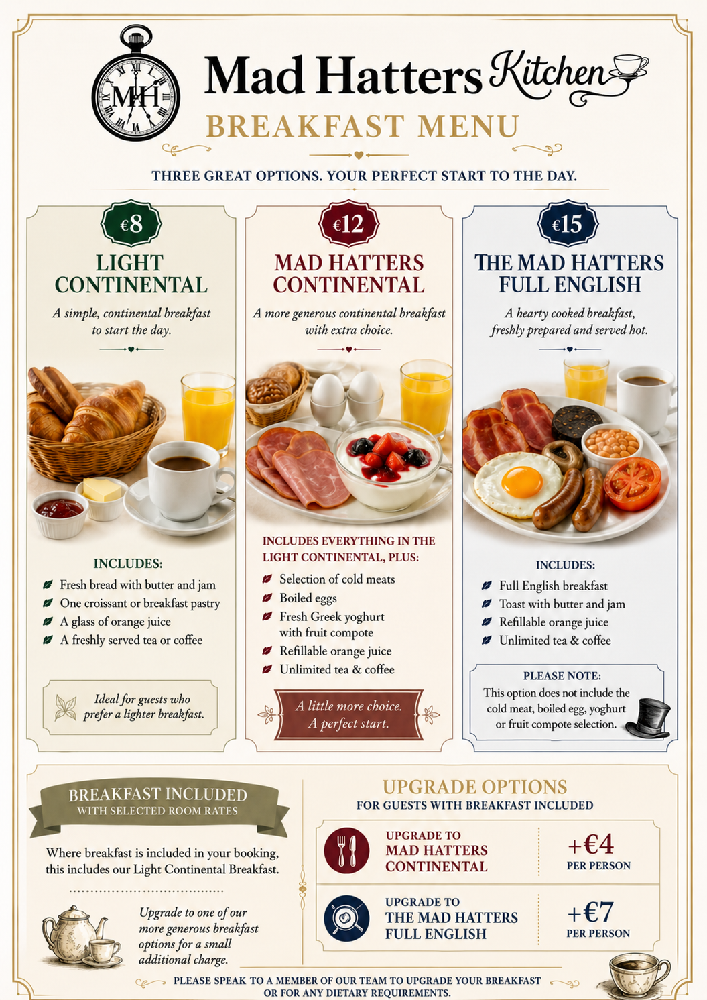 MH
Mad Hatters Kitchen
BREAKFAST MENU
THREE GREAT OPTIONS. YOUR PERFECT START TO THE DAY.
€8
LIGHT
CONTINENTAL
A simple, continental breakfast
to start the day.
INCLUDES:
Fresh bread with butter and jam
One croissant or breakfast pastry
A glass of orange juice
A freshly served tea or coffee
Ideal for guests who
prefer a lighter breakfast.
€12
MAD HATTERS
CONTINENTAL
A more generous continental breakfast
with extra choice.
INCLUDES EVERYTHING IN THE
LIGHT CONTINENTAL, PLUS:
Selection of cold meats
Boiled eggs
Fresh Greek yoghurt
with fruit compote
Refillable orange juice
Unlimited tea & coffee
A little more choice.
A perfect start.
€15
THE MAD HATTERS
FULL ENGLISH
A hearty cooked breakfast,
freshly prepared and served hot.
INCLUDES:
Full English breakfast
Toast with butter and jam
Refillable orange juice
Unlimited tea & coffee
PLEASE NOTE:
This option does not include the
cold meat, boiled egg, yoghurt
or fruit compote selection.
BREAKFAST INCLUDED
WITH SELECTED ROOM RATES
Where breakfast is included in your booking,
this includes our Light Continental Breakfast.
Upgrade to one of our
more generous breakfast
options for a small
additional charge.
UPGRADE OPTIONS
FOR GUESTS WITH BREAKFAST INCLUDED
UPGRADE TO
MAD HATTERS
CONTINENTAL
+€4
PER PERSON
UPGRADE TO
THE MAD HATTERS
FULL ENGLISH
+€7
PER PERSON
PLEASE SPEAK TO A MEMBER OF OUR TEAM TO UPGRADE YOUR BREAKFAST
OR FOR ANY DIETARY REQUIREMENTS.